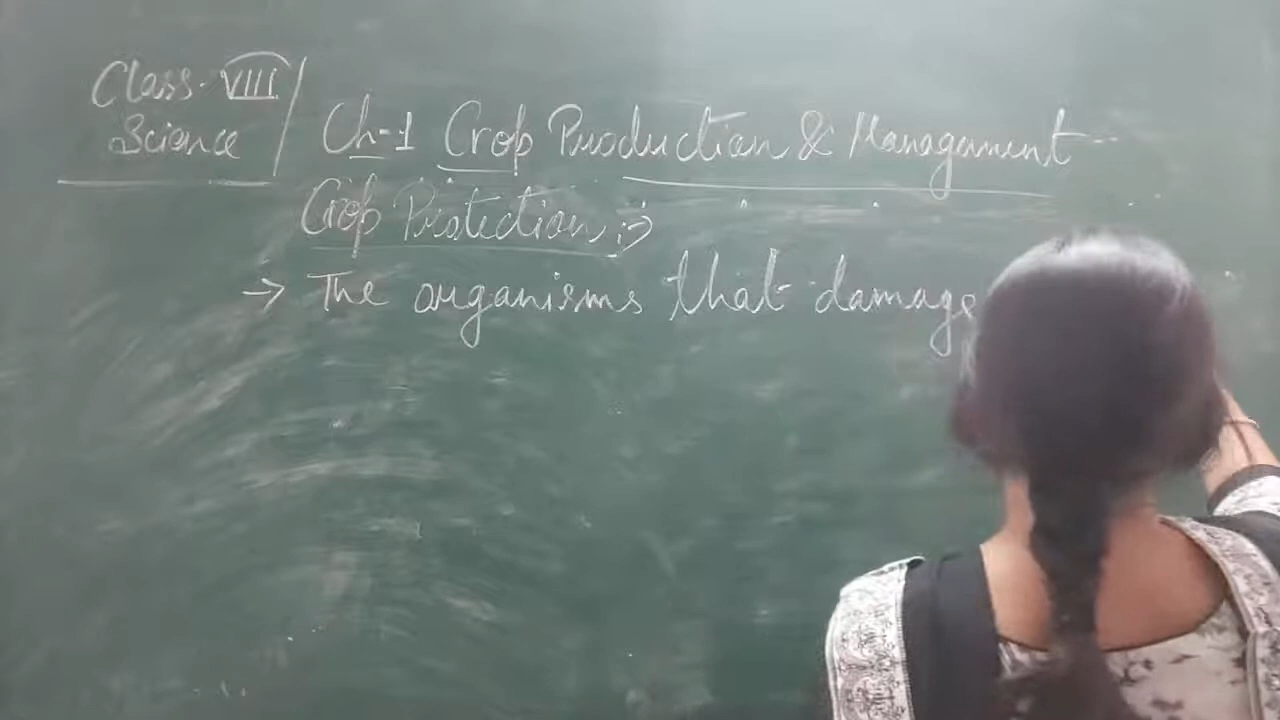 Class-VIII
Science
Ch-1 Crop Production & Management
Crop Protection :->
→ The organisms that damage